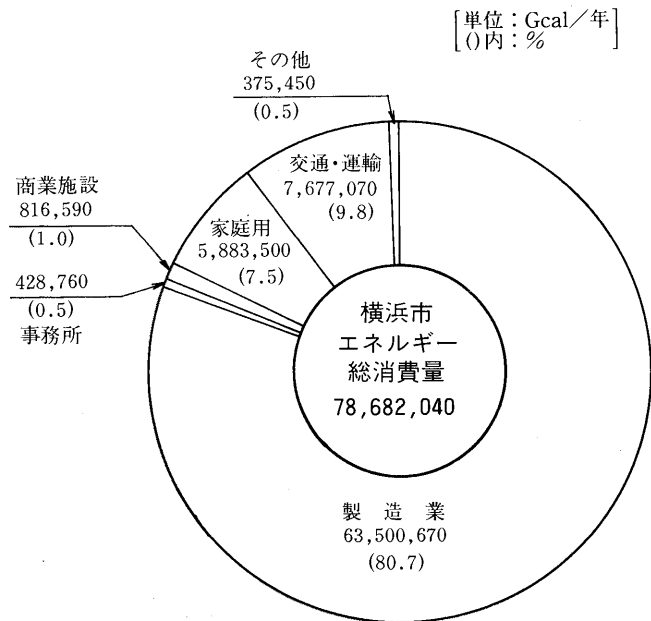 [単位：Gcal／年]
[()内：%]
その他
375,450
(0.5)
交通・運輸
7,677,070
(9.8)
商業施設
816,590
(1.0)
家庭用
5,883,500
(7.5)
428,760
(0.5)
事務所
横浜市
エネルギー
総消費量
78,682,040
製造業
63,500,670
(80.7)